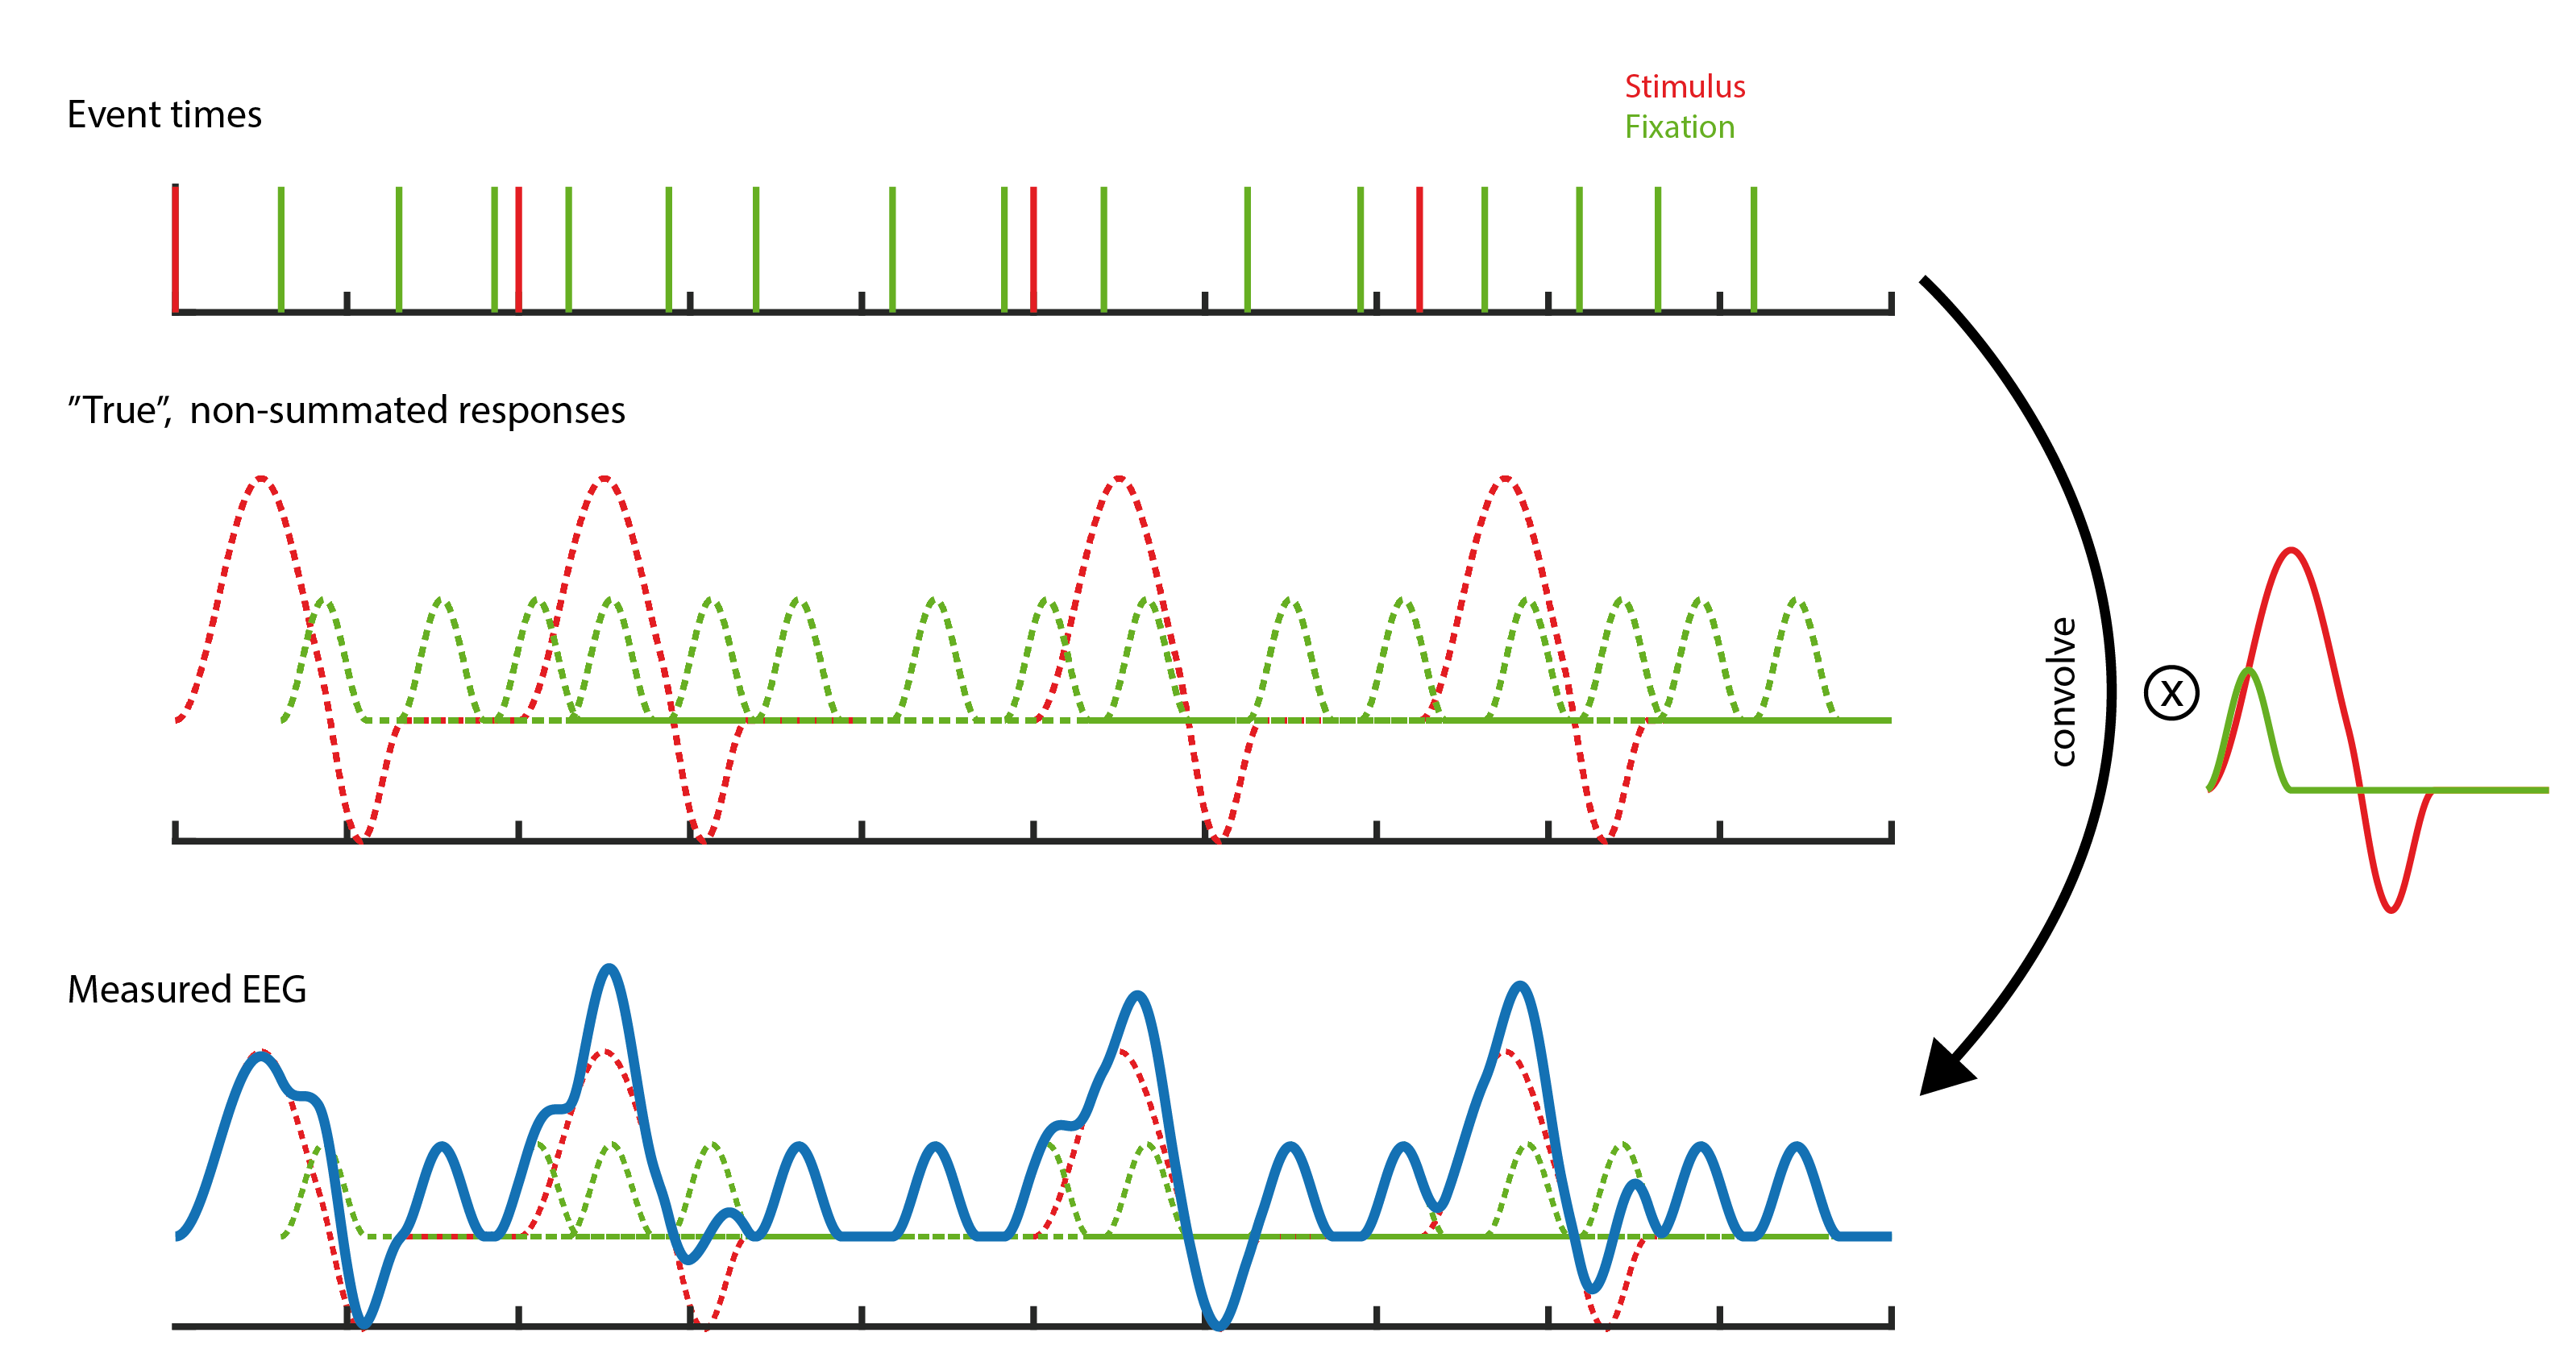 Stimulus
Fixation
Event times
”True”, non-summated responses
convolve
X
Measured EEG